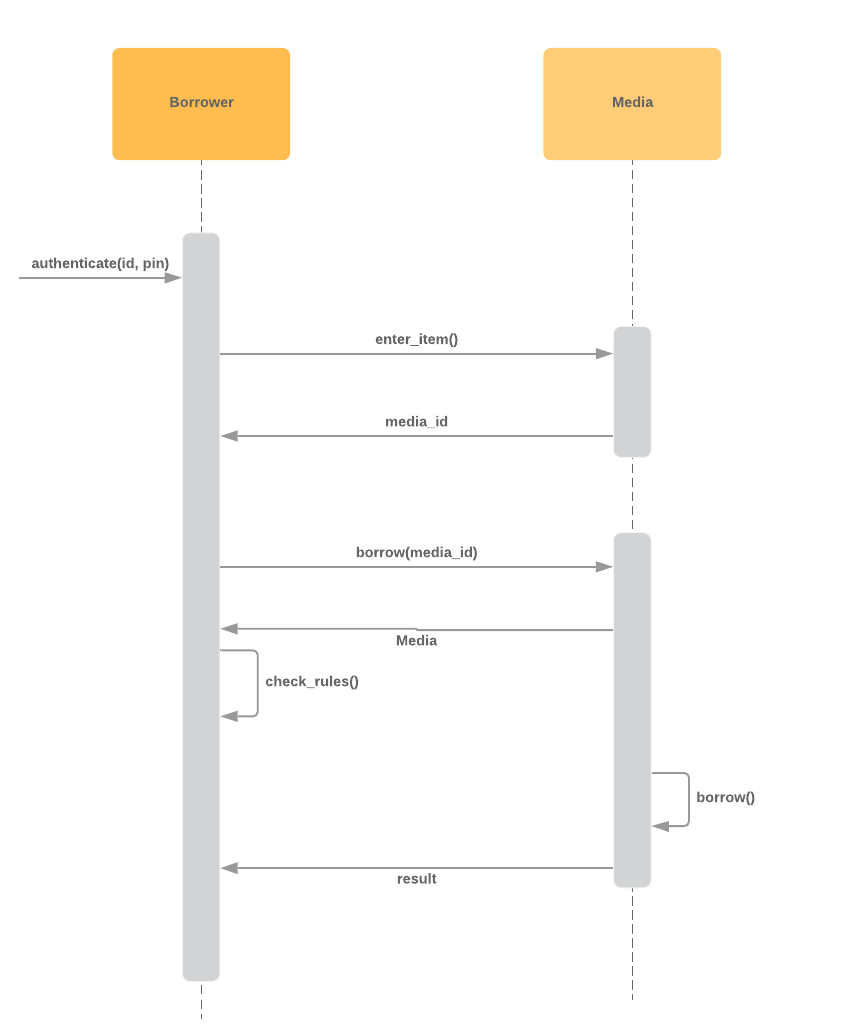 Borrower
Media
authenticate(id, pin)
enter_item()
media_id
borrow(media_id)
Media
check_rules()
borrow()
result